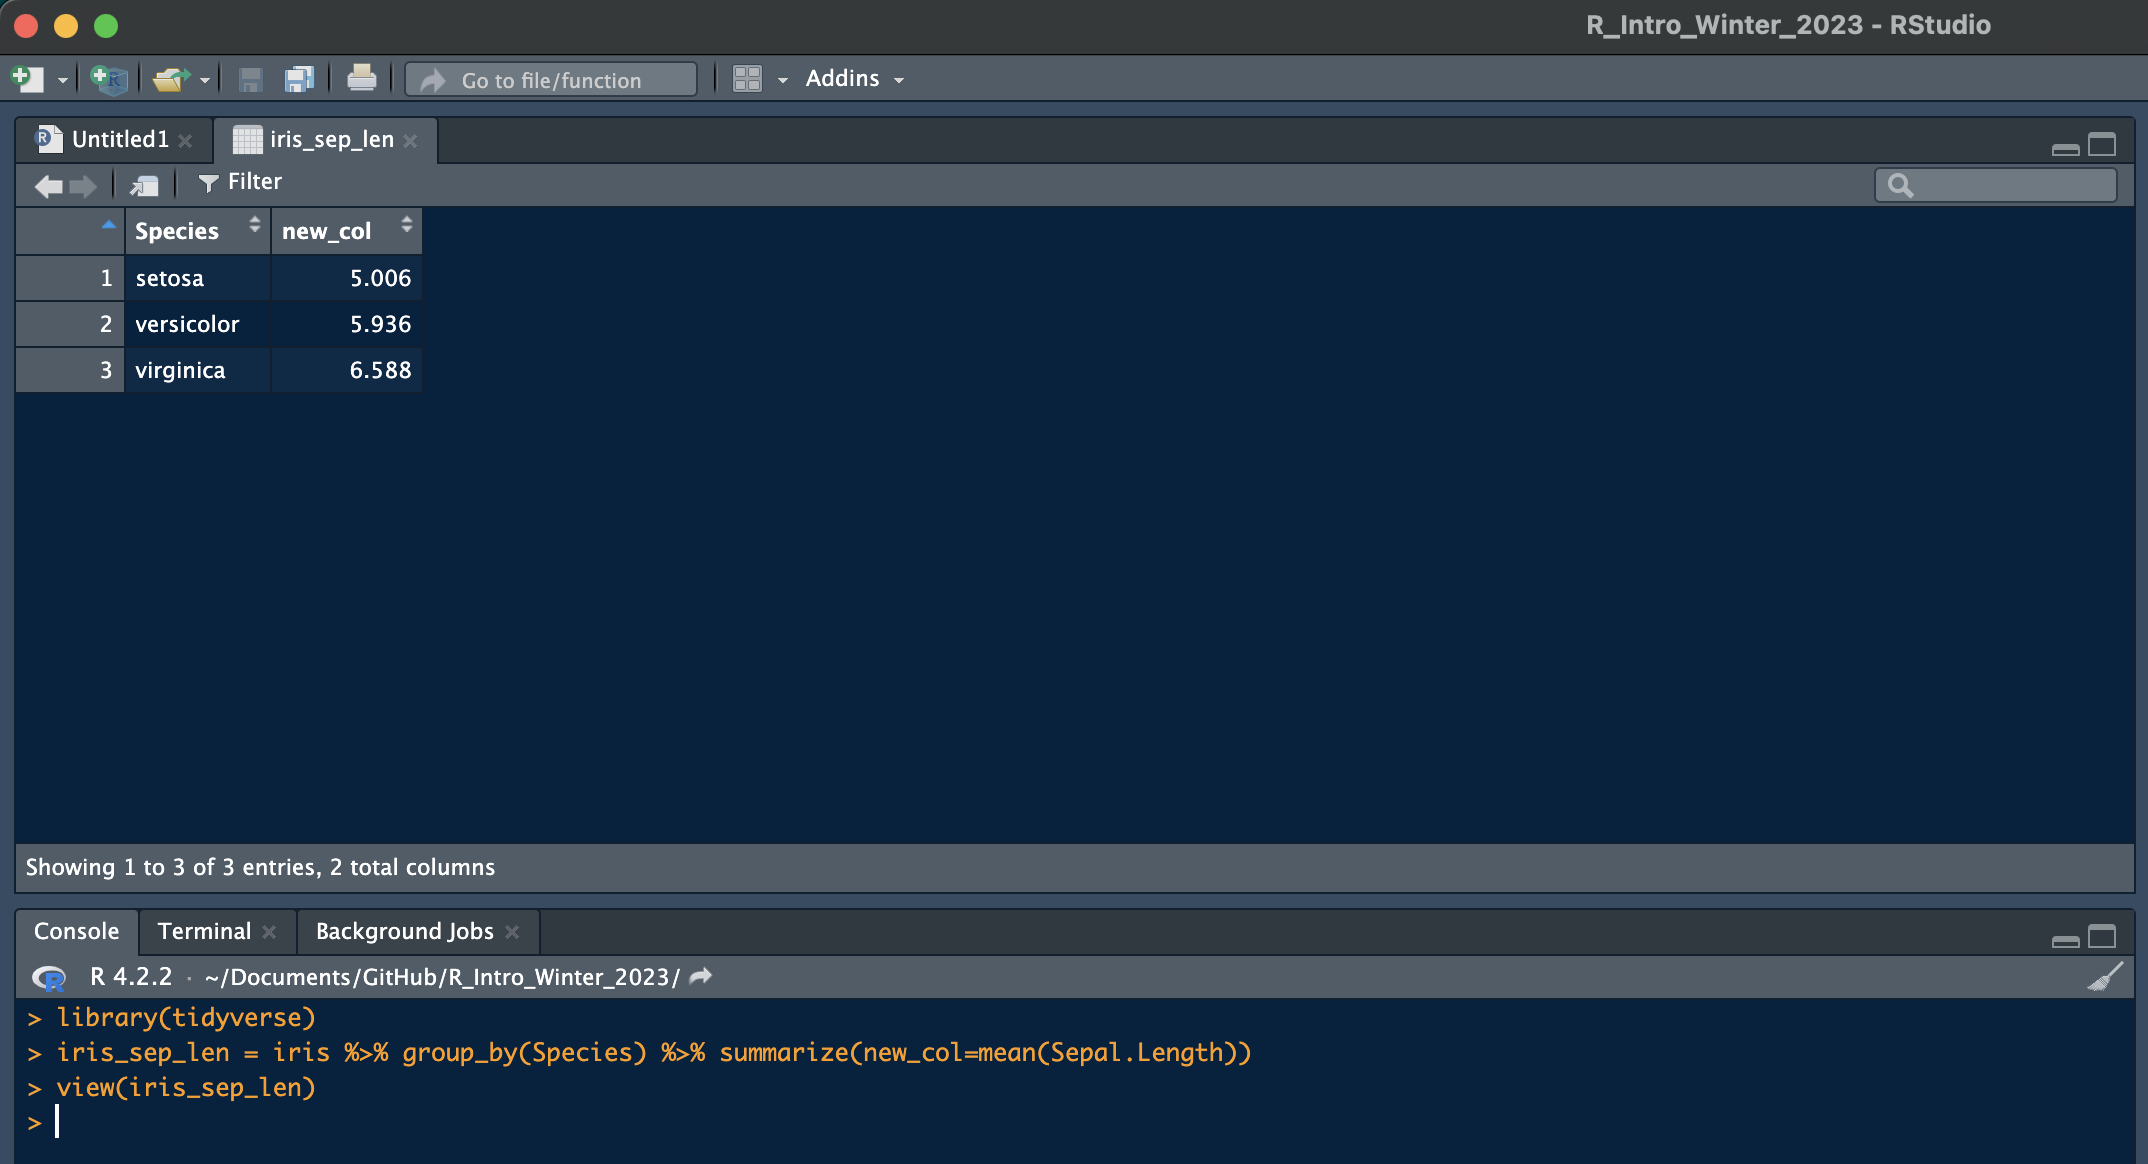 R_Intro_Winter_2023 - RStudio
Go to file/function Addins
Untitled1 iris_sep_len
Filter
Species new_col
1 setosa 5.006
2 versicolor 5.936
3 virginica 6.588
Showing 1 to 3 of 3 entries, 2 total columns
Console Terminal Background Jobs
R 4.2.2 · ~/Documents/GitHub/R_Intro_Winter_2023/
> library(tidyverse)
> iris_sep_len = iris %>% group_by(Species) %>% summarize(new_col=mean(Sepal.Length))
> view(iris_sep_len)
>